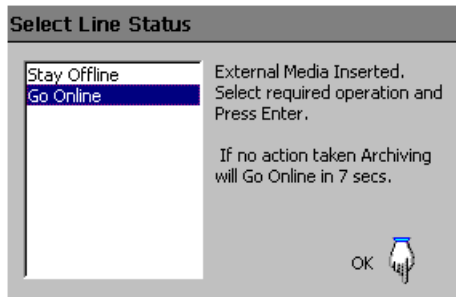 Select Line Status
Stay Offline
Go Online
External Media Inserted.
Select required operation and
Press Enter.
If no action taken Archiving
will Go Online in 7 secs.
OK